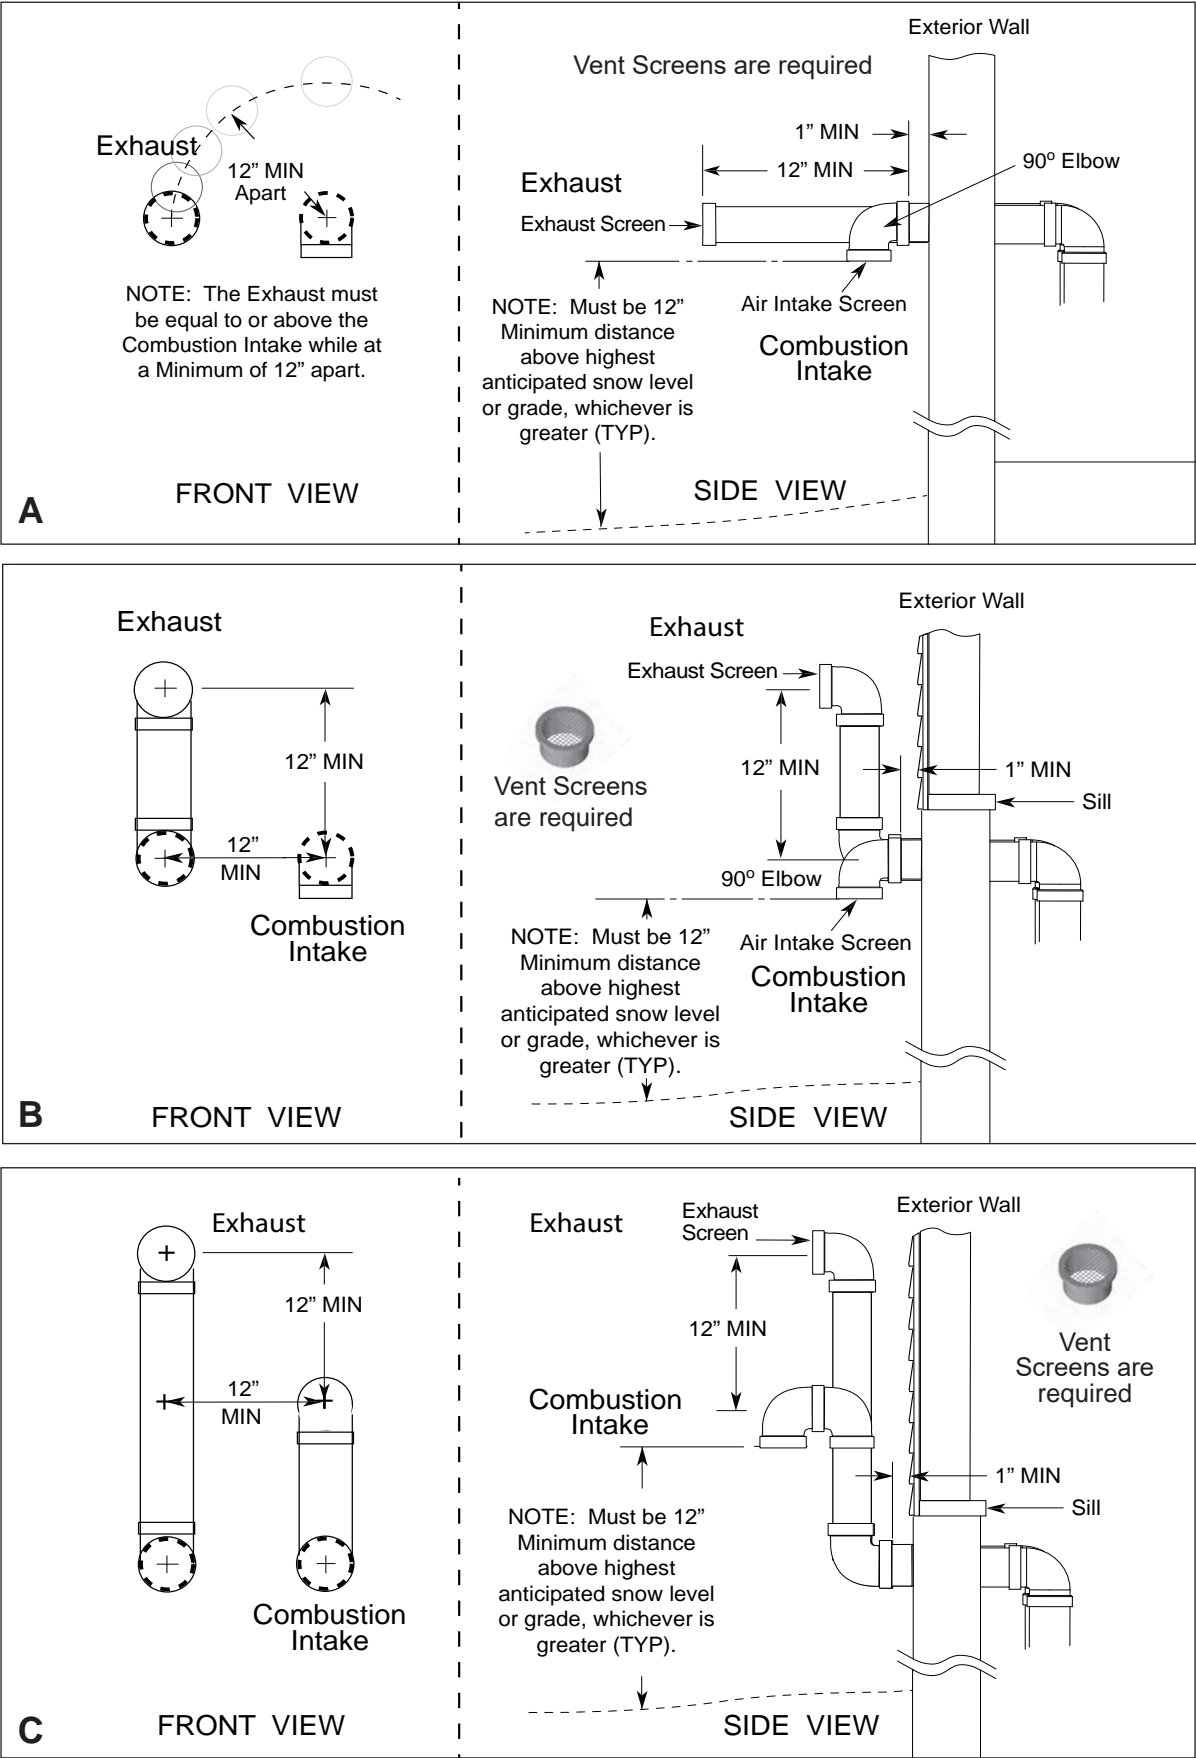 Exhaust
12” MIN
Apart
NOTE: The Exhaust must
be equal to or above the
Combustion Intake while at
a Minimum of 12” apart.
FRONT VIEW
A
Exterior Wall
Vent Screens are required
1” MIN
12” MIN
90o Elbow
Exhaust
Exhaust Screen
Air Intake Screen
NOTE: Must be 12”
Minimum distance
above highest
anticipated snow level
or grade, whichever is
greater (TYP).
Combustion
Intake
SIDE VIEW
Exhaust
12” MIN
12”
MIN
Combustion
Intake
B
FRONT VIEW
Exterior Wall
Exhaust
Exhaust Screen
Vent Screens
are required
12” MIN
1” MIN
Sill
90o Elbow
Air Intake Screen
NOTE: Must be 12”
Minimum distance
above highest
anticipated snow level
or grade, whichever is
greater (TYP).
Combustion
Intake
SIDE VIEW
Exhaust
12” MIN
12”
MIN
Combustion
Intake
C
FRONT VIEW
Exhaust
Exhaust
Screen
Exterior Wall
12” MIN
Vent
Screens are
required
Combustion
Intake
1” MIN
Sill
NOTE: Must be 12”
Minimum distance
above highest
anticipated snow level
or grade, whichever is
greater (TYP).
SIDE VIEW